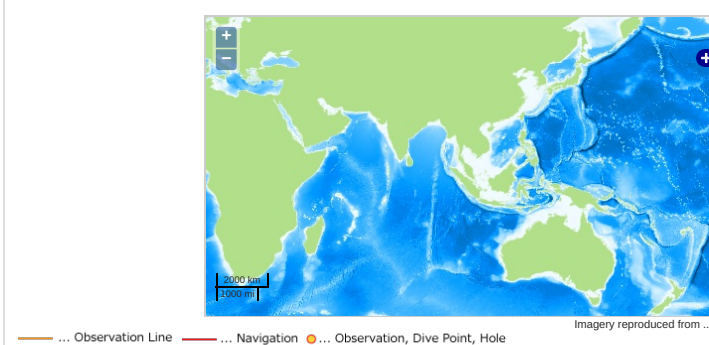 +
−
+
2000 km
1000 mi
Imagery reproduced from ..
... Observation Line ... Navigation ... Observation, Dive Point, Hole